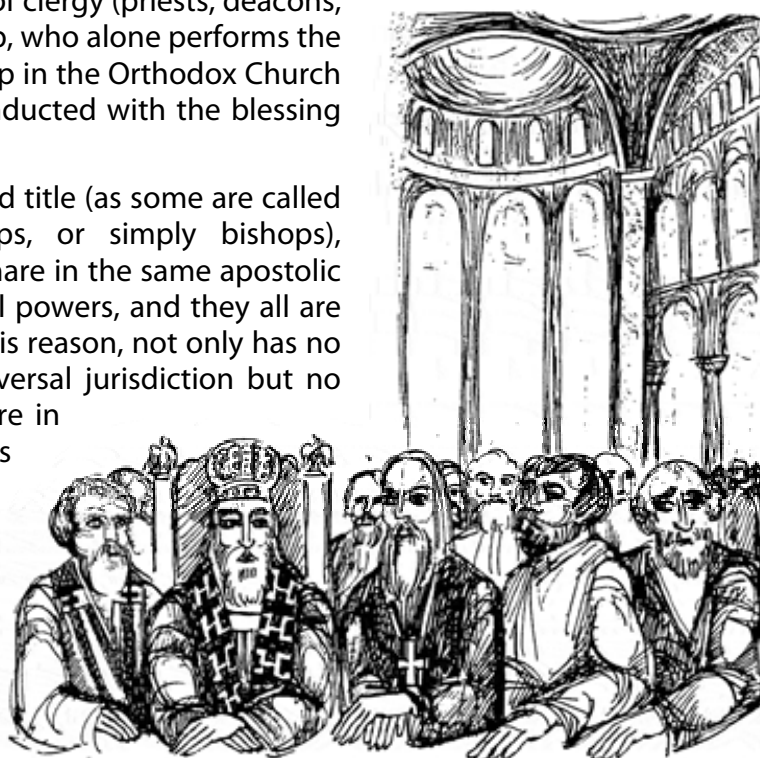 of clergy (priests, deacons,
, who alone performs the
p in the Orthodox Church
ducted with the blessing
d title (as some are called
ps, or simply bishops),
hare in the same apostolic
l powers, and they all are
is reason, not only has no
versal jurisdiction but no
re in
s